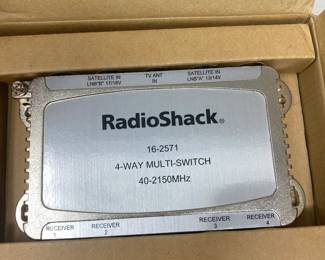 SATELLITE IN TV ANT SATELLITE IN
LNB"B" 17/18V IN LNB"A" 13/14V
RadioShack®
16-2571
4-WAY MULTI-SWITCH
40-2150MHz
RECEIVER RECEIVER RECEIVER RECEIVER
1 2 3 4